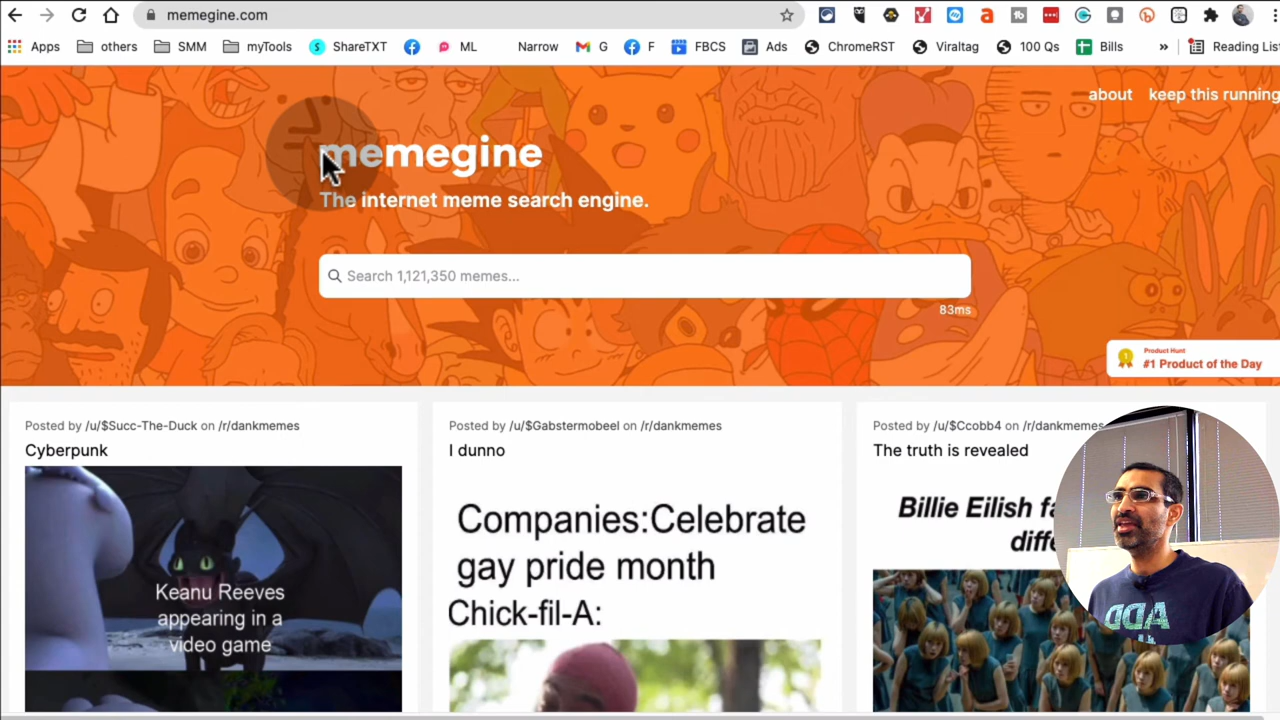 memegine.com
Apps others SMM myTools ShareTXT ML Narrow G F FBCS Ads ChromeRST Viraltag 100 Qs Bills » Reading List
about keep this running
memegine
The internet meme search engine.
Search 1,121,350 memes...
83ms
Product Hunt
#1 Product of the Day
Posted by /u/$Succ-The-Duck on /r/dankmemes
Cyberpunk
Keanu Reeves
appearing in a
video game
Posted by /u/$Gabstermobeel on /r/dankmemes
I dunno
Companies:Celebrate
gay pride month
Chick-fil-A:
Posted by /u/$Ccobb4 on /r/dankmemes
The truth is revealed
Billie Eilish
ADD